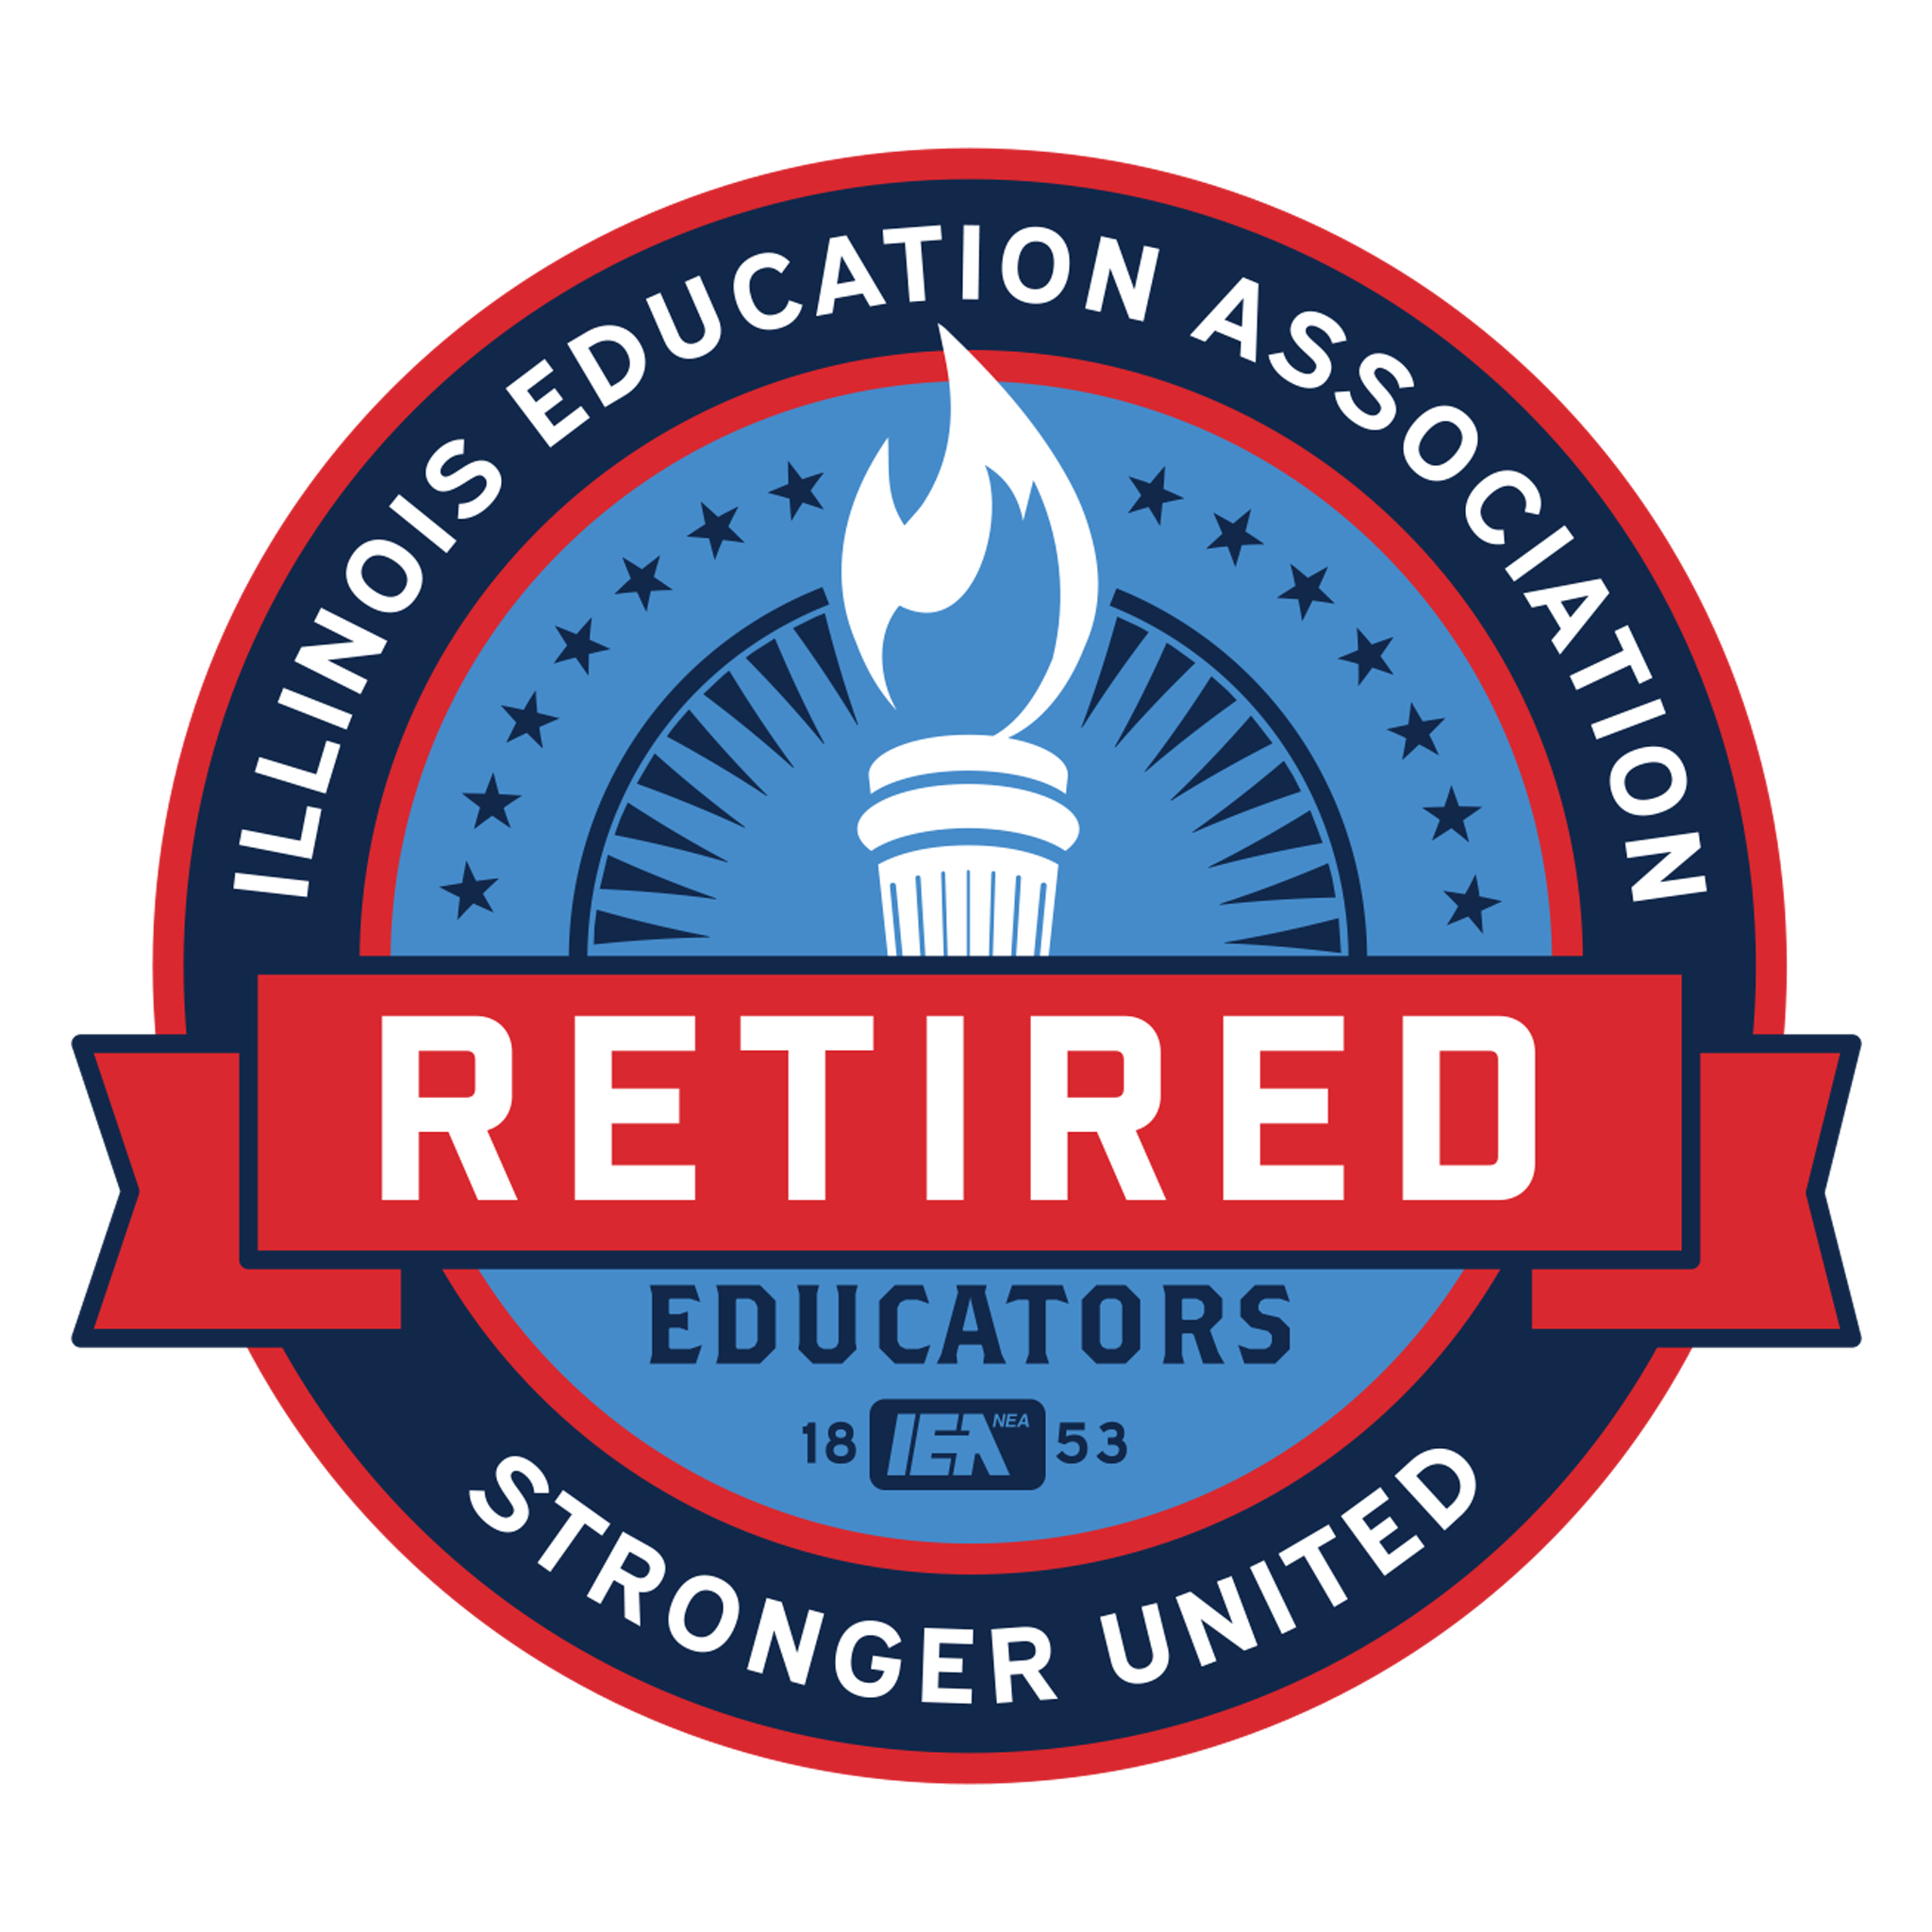 ILLINOIS EDUCATION ASSOCIATION
RETIRED
EDUCATORS
18 IEA NEA 53
STRONGER UNITED